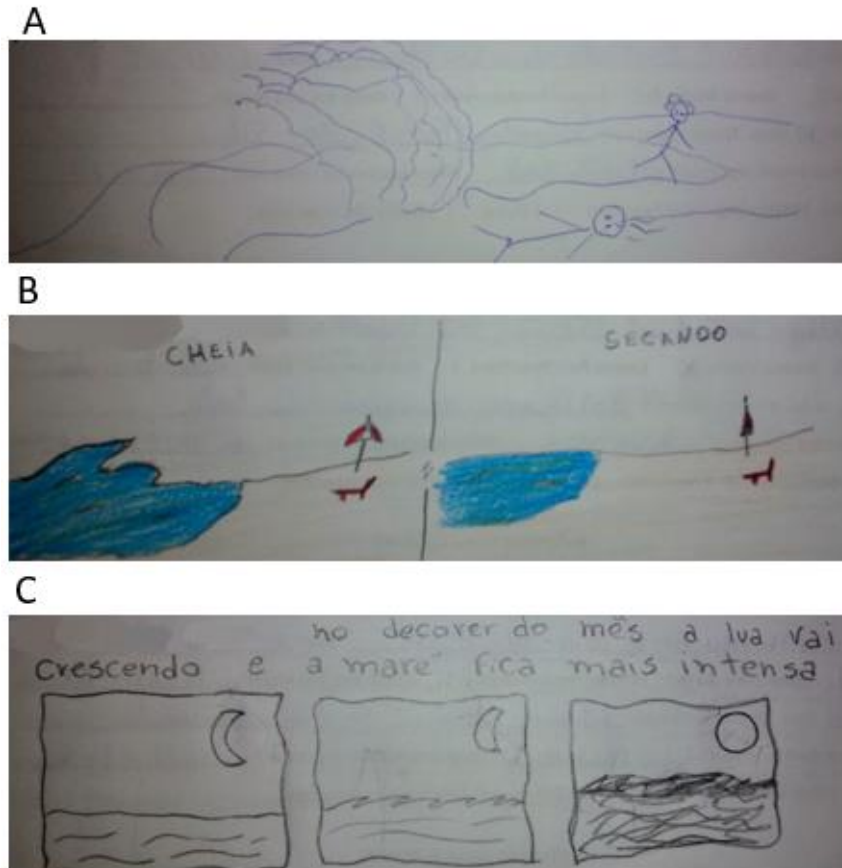 A
B
CHEIA
SECANDO
C
no decorer do mês a lua vai
crescendo e a maré fica mais intensa